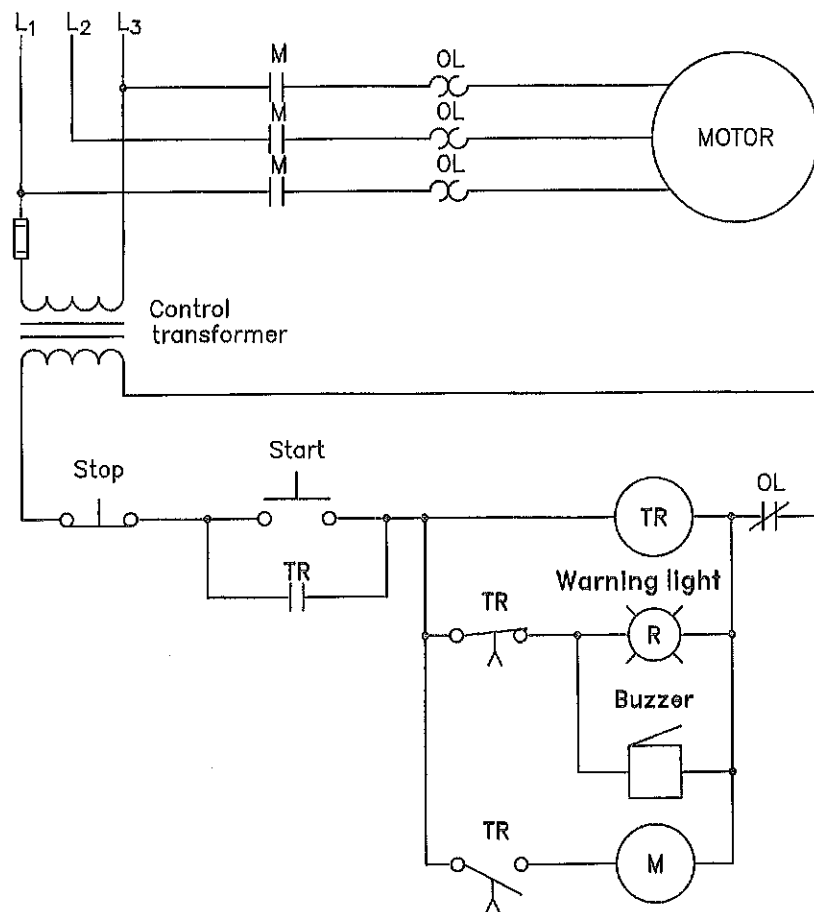 L1 L2 L3
M OL
M OL
M OL
MOTOR
Control
transformer
Stop
Start
TR
OL
TR
Warning light
TR
R
Buzzer
TR
M